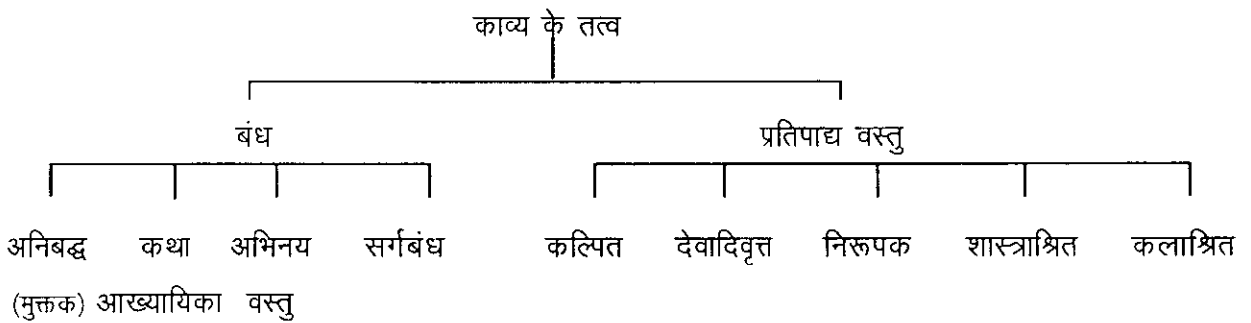 काव्य के तत्व
बंध प्रतिपाद्य वस्तु
अनिबद्ध कथा अभिनय सर्गबंध कल्पित देवादिवृत्त निरूपक शास्त्राश्रित कलाश्रित
(मुक्तक) आख्यायिका वस्तु